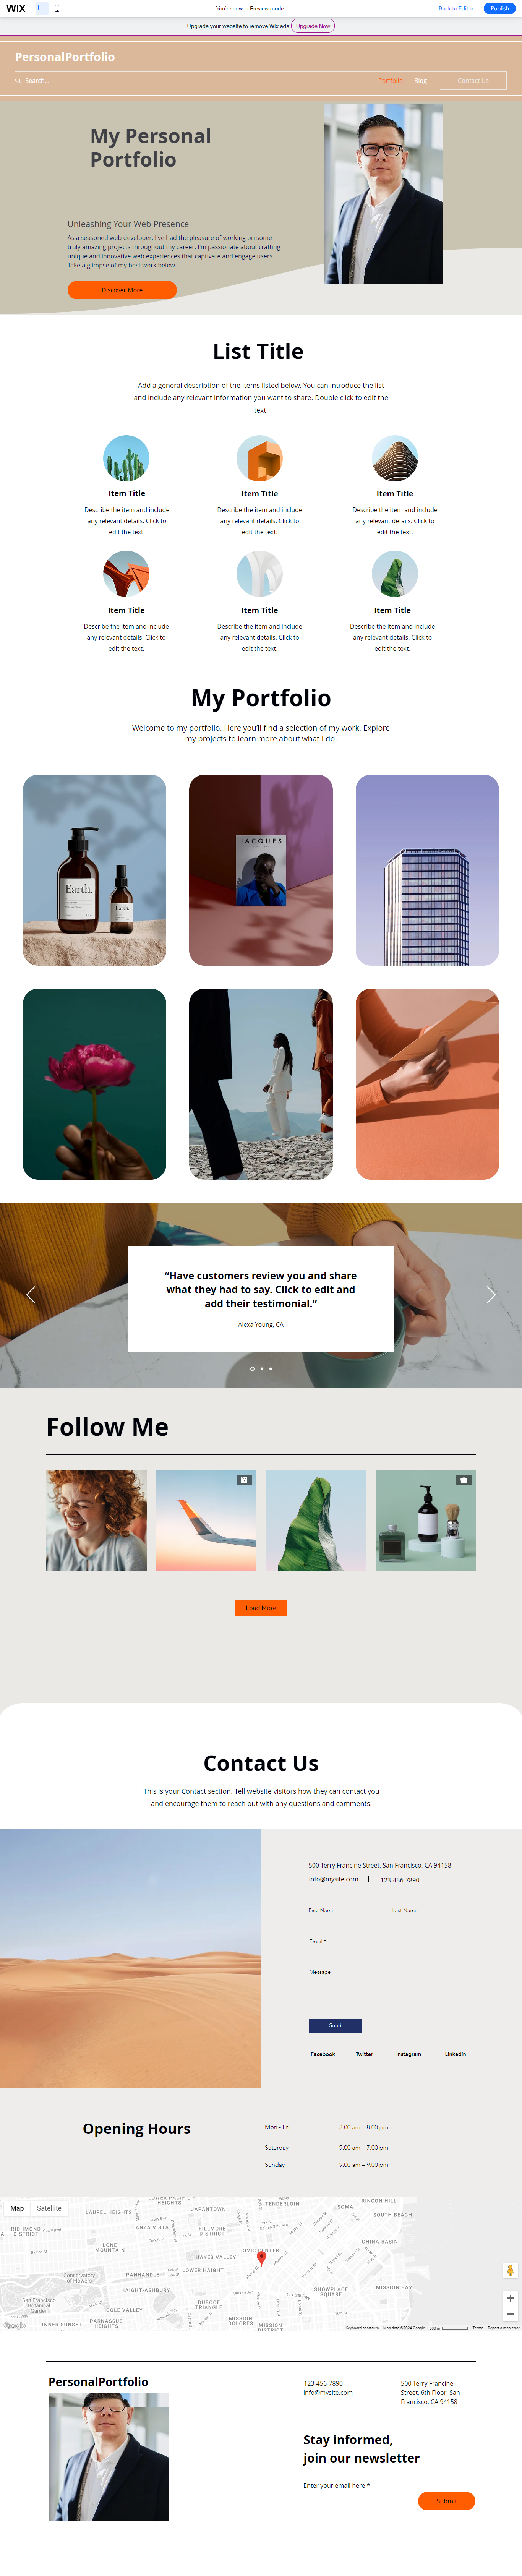 WIX
You're now in Preview mode
Back to Editor
Publish
Upgrade your website to remove Wix ads
Upgrade Now
PersonalPortfolio
Search...
Portfolio
Blog
Contact Us
My Personal
Portfolio
Unleashing Your Web Presence
As a seasoned web developer, I've had the pleasure of working on some
truly amazing projects throughout my career. I'm passionate about crafting
unique and innovative web experiences that captivate and engage users.
Take a glimpse of my best work below.
Discover More
List Title
Add a general description of the items listed below. You can introduce the list
and include any relevant information you want to share. Double click to edit the
text.
Item Title
Describe the item and include
any relevant details. Click to
edit the text.
Item Title
Describe the item and include
any relevant details. Click to
edit the text.
Item Title
Describe the item and include
any relevant details. Click to
edit the text.
Item Title
Describe the item and include
any relevant details. Click to
edit the text.
Item Title
Describe the item and include
any relevant details. Click to
edit the text.
Item Title
Describe the item and include
any relevant details. Click to
edit the text.
My Portfolio
Welcome to my portfolio. Here you'll find a selection of my work. Explore
my projects to learn more about what I do.
Earth.
Earth.
JACQUES
“Have customers review you and share
what they had to say. Click to edit and
add their testimonial.”
Alexa Young, CA
Follow Me
Load More
Contact Us
This is your Contact section. Tell website visitors how they can contact you
and encourage them to reach out with any questions and comments.
500 Terry Francine Street, San Francisco, CA 94158
info@mysite.com | 123-456-7890
First Name
Last Name
Email *
Message
Send
Facebook
Twitter
Instagram
Linkedin
Opening Hours
Mon - Fri
8:00 am – 8:00 pm
Saturday
9:00 am – 7:00 pm
Sunday
9:00 am – 9:00 pm
Map
Satellite
LOWER PACIFIC
HEIGHTS
JAPANTOWN
TENDERLOIN
SOMA
RINCON HILL
SOUTH BEACH
LAUREL HEIGHTS
RICHMOND
DISTRICT
ANZA VISTA
FILLMORE
DISTRICT
LONE
MOUNTAIN
HAYES VALLEY
CIVIC CENTER
CHINA BASIN
LOWER HAIGHT
PANHANDLE
Conservatory
of Flowers
HAIGHT-ASHBURY
SHOWPLACE
SQUARE
MISSION BAY
San Francisco
Botanical
Garden
COLE VALLEY
DUBOCE
TRIANGLE
INNER SUNSET
PARNASSUS
HEIGHTS
MISSION
DOLORES
MISSION
DISTRICT
Keyboard shortcuts
Map data ©2024 Google
500 m
Terms
Report a map error
PersonalPortfolio
123-456-7890
info@mysite.com
500 Terry Francine
Street, 6th Floor, San
Francisco, CA 94158
Stay informed,
join our newsletter
Enter your email here *
Submit